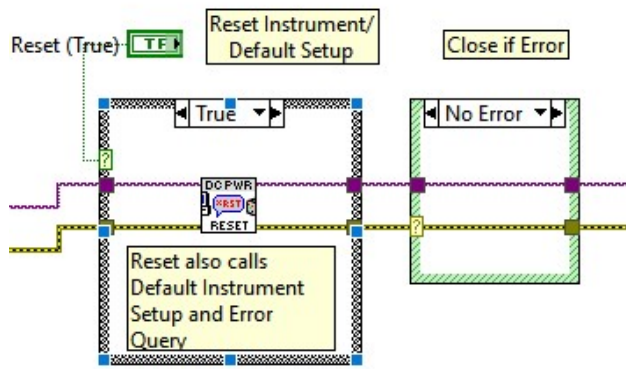 Reset (True)
TF
Reset Instrument/
Default Setup
Close if Error
True
No Error
?
DC PWR
*RST
RESET
?
Reset also calls
Default Instrument
Setup and Error
Query